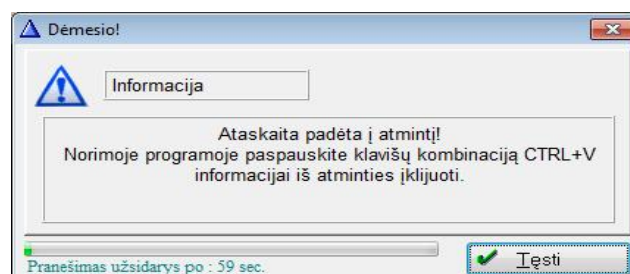 Dėmesio!
Informacija
Ataskaita padėta į atmintį!
Norimoje programoje paspauskite klavišų kombinaciją CTRL+V
informacijai iš atminties įklijuoti.
Pranešimas užsidarys po : 59 sec.
Tęsti